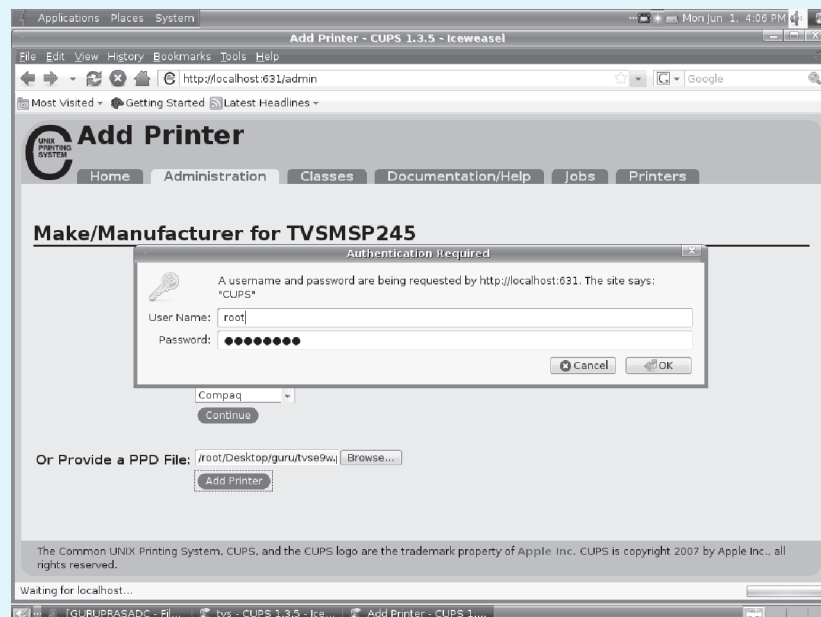 Applications Places System
Mon Jun 1, 4:06 PM
Add Printer - CUPS 1.3.5 - Iceweasel
File Edit View History Bookmarks Tools Help
http://localhost:631/admin
Google
Most Visited Getting Started Latest Headlines
UNIX PRINTING SYSTEM
Add Printer
Home Administration Classes Documentation/Help Jobs Printers
Make/Manufacturer for TVSMSP245
Authentication Required
A username and password are being requested by http://localhost:631. The site says:
"CUPS"
User Name: root
Password: ●●●●●●●●
Cancel OK
Compaq
Continue
Or Provide a PPD File: /root/Desktop/guru/tvse9w. Browse...
Add Printer
The Common UNIX Printing System, CUPS, and the CUPS logo are the trademark property of Apple Inc. CUPS is copyright 2007 by Apple Inc., all
rights reserved.
Waiting for localhost...
[GURUPRASADC - Fil... tvs - CUPS 1.3.5 - Ice... Add Printer - CUPS 1....